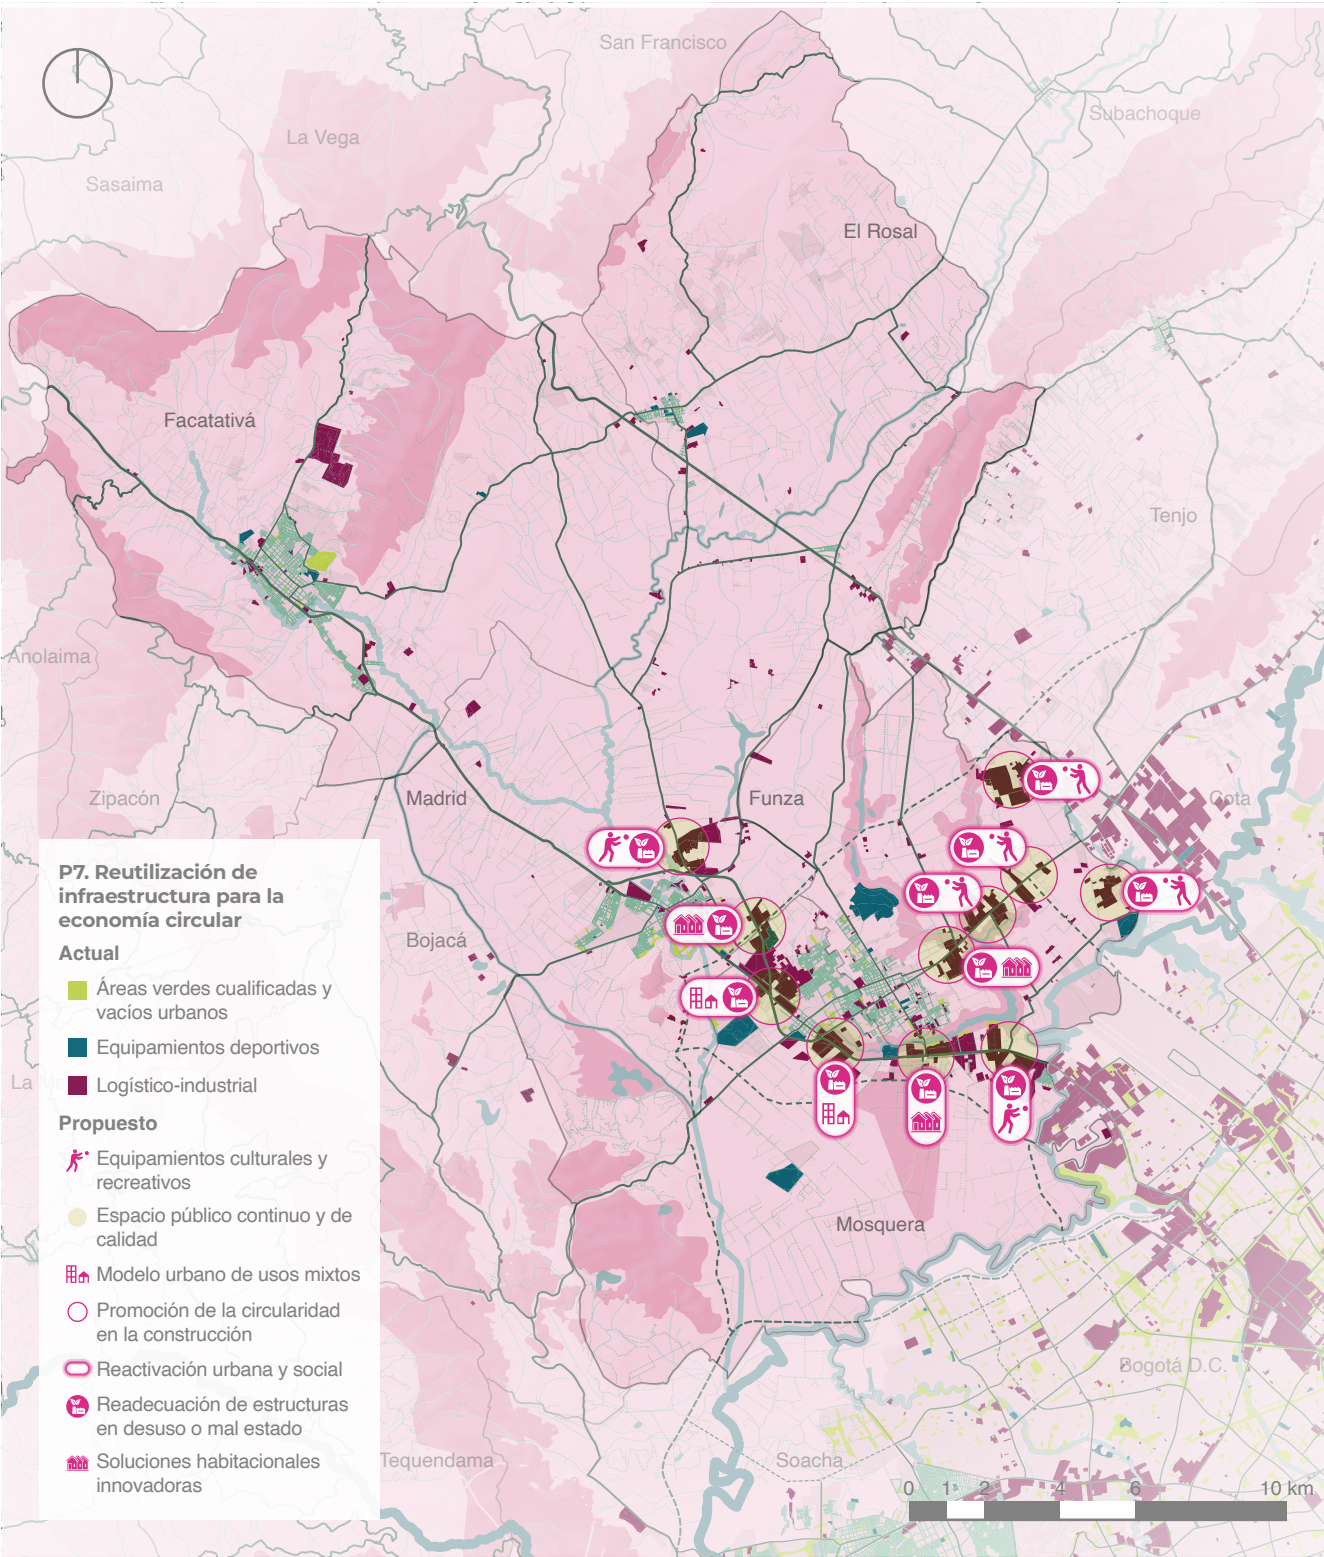 San Francisco
Subachoque
La Vega
Sasaima
El Rosal
Facatativá
Tenjo
Anolaima
Zipacón
Madrid
Funza
Cota
P7. Reutilización de
infraestructura para la
economía circular
Actual
Áreas verdes cualificadas y
vacíos urbanos
Equipamientos deportivos
Logístico-industrial
Propuesto
Equipamientos culturales y
recreativos
Espacio público continuo y de
calidad
Modelo urbano de usos mixtos
Promoción de la circularidad
en la construcción
Reactivación urbana y social
Readecuación de estructuras
en desuso o mal estado
Soluciones habitacionales
innovadoras
Bojacá
La
Mosquera
Bogotá D.C.
Tequendama
Soacha
0 1 2 4 6 10 km